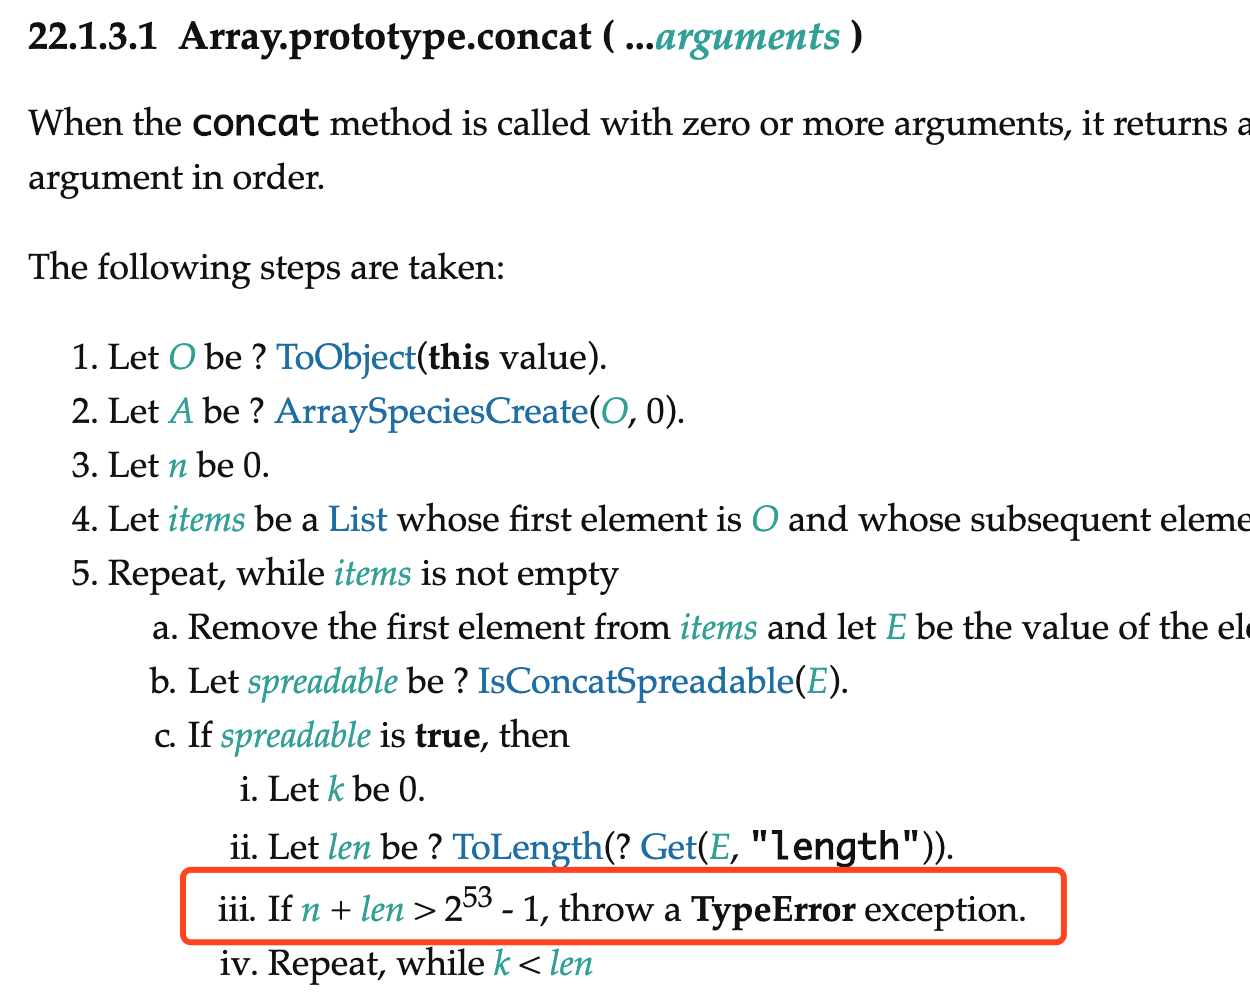 22.1.3.1 Array.prototype.concat ( ...arguments )
When the concat method is called with zero or more arguments, it returns a
argument in order.
The following steps are taken:
1. Let O be ? ToObject(this value).
2. Let A be ? ArraySpeciesCreate(O, 0).
3. Let n be 0.
4. Let items be a List whose first element is O and whose subsequent eleme
5. Repeat, while items is not empty
a. Remove the first element from items and let E be the value of the ele
b. Let spreadable be ? IsConcatSpreadable(E).
c. If spreadable is true, then
i. Let k be 0.
ii. Let len be ? ToLength(? Get(E, "length")).
iii. If n + len > 2^53 - 1, throw a TypeError exception.
iv. Repeat, while k < len